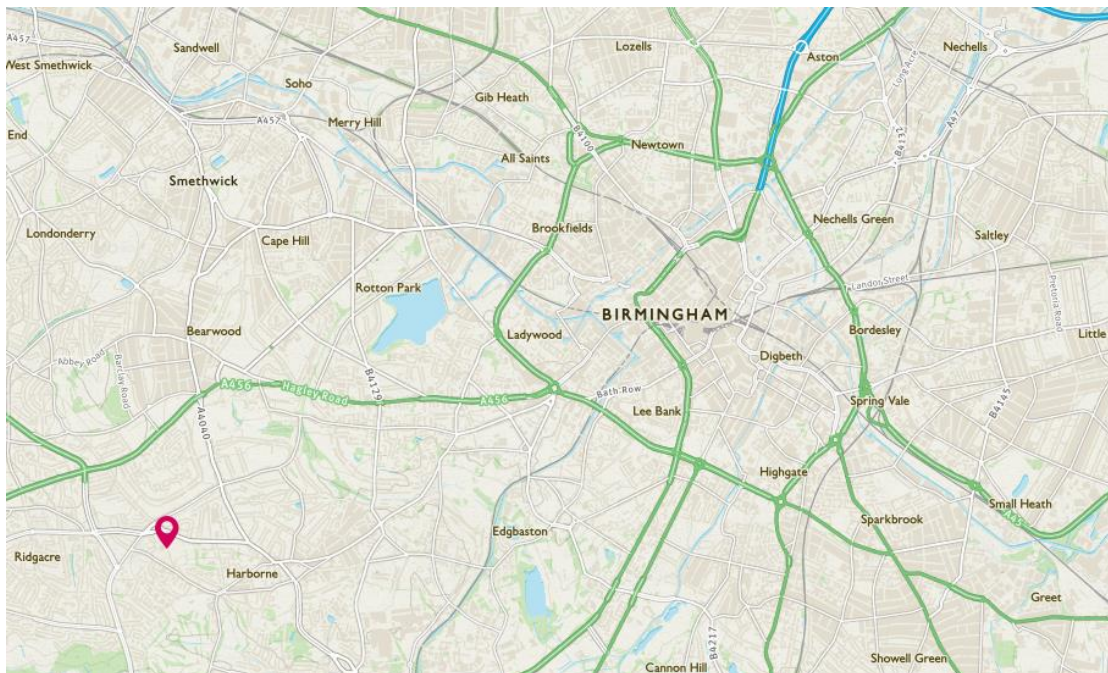 A457
Sandwell
Lozells
Aston
Nechells
West Smethwick
Soho
Long Acre
Gib Heath
End
A457
Merry Hill
B4100
A47
B4132
Newtown
All Saints
Smethwick
Nechells Green
Brookfields
Londonderry
Cape Hill
Saltley
Landor Street
Rotton Park
Pretoria Road
BIRMINGHAM
Bearwood
Ladywood
Bordesley
Little
Abbey Road
Barclay Road
Digbeth
A456
Hagley Road
B4129
A456
Bath Row
Spring Vale
B4145
Lee Bank
A4040
Highgate
Small Heath
A45
Sparkbrook
Edgbaston
Ridgacre
Harborne
Greet
B4217
Showell Green
Cannon Hill